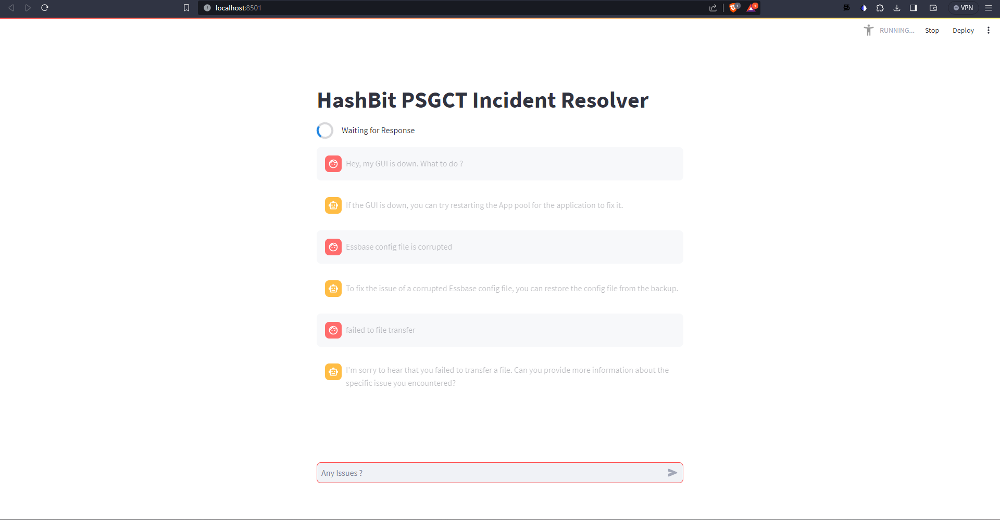 localhost:8501
1
1
VPN
RUNNING...
Stop
Deploy
HashBit PSGCT Incident Resolver
Waiting for Response
Hey, my GUI is down. What to do ?
If the GUI is down, you can try restarting the App pool for the application to fix it.
Essbase config file is corrupted
To fix the issue of a corrupted Essbase config file, you can restore the config file from the backup.
failed to file transfer
I'm sorry to hear that you failed to transfer a file. Can you provide more information about the
specific issue you encountered?
Any Issues ?